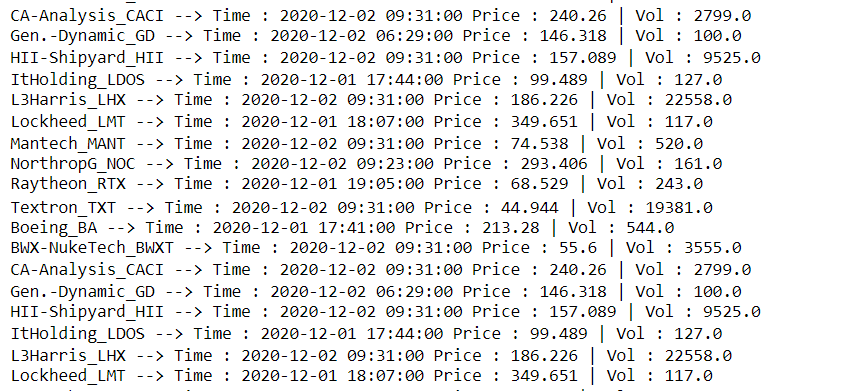 CA-Analysis_CACI --> Time : 2020-12-02 09:31:00 Price : 240.26 | Vol : 2799.0
Gen.-Dynamic_GD --> Time : 2020-12-02 06:29:00 Price : 146.318 | Vol : 100.0
HII-Shipyard_HII --> Time : 2020-12-02 09:31:00 Price : 157.089 | Vol : 9525.0
ItHolding_LDOS --> Time : 2020-12-01 17:44:00 Price : 99.489 | Vol : 127.0
L3Harris_LHX --> Time : 2020-12-02 09:31:00 Price : 186.226 | Vol : 22558.0
Lockheed_LMT --> Time : 2020-12-01 18:07:00 Price : 349.651 | Vol : 117.0
Mantech_MANT --> Time : 2020-12-02 09:31:00 Price : 74.538 | Vol : 520.0
NorthropG_NOC --> Time : 2020-12-02 09:23:00 Price : 293.406 | Vol : 161.0
Raytheon_RTX --> Time : 2020-12-01 19:05:00 Price : 68.529 | Vol : 243.0
Textron_TXT --> Time : 2020-12-02 09:31:00 Price : 44.944 | Vol : 19381.0
Boeing_BA --> Time : 2020-12-01 17:41:00 Price : 213.28 | Vol : 544.0
BWX-NukeTech_BWXT --> Time : 2020-12-02 09:31:00 Price : 55.6 | Vol : 3555.0
CA-Analysis_CACI --> Time : 2020-12-02 09:31:00 Price : 240.26 | Vol : 2799.0
Gen.-Dynamic_GD --> Time : 2020-12-02 06:29:00 Price : 146.318 | Vol : 100.0
HII-Shipyard_HII --> Time : 2020-12-02 09:31:00 Price : 157.089 | Vol : 9525.0
ItHolding_LDOS --> Time : 2020-12-01 17:44:00 Price : 99.489 | Vol : 127.0
L3Harris_LHX --> Time : 2020-12-02 09:31:00 Price : 186.226 | Vol : 22558.0
Lockheed_LMT --> Time : 2020-12-01 18:07:00 Price : 349.651 | Vol : 117.0